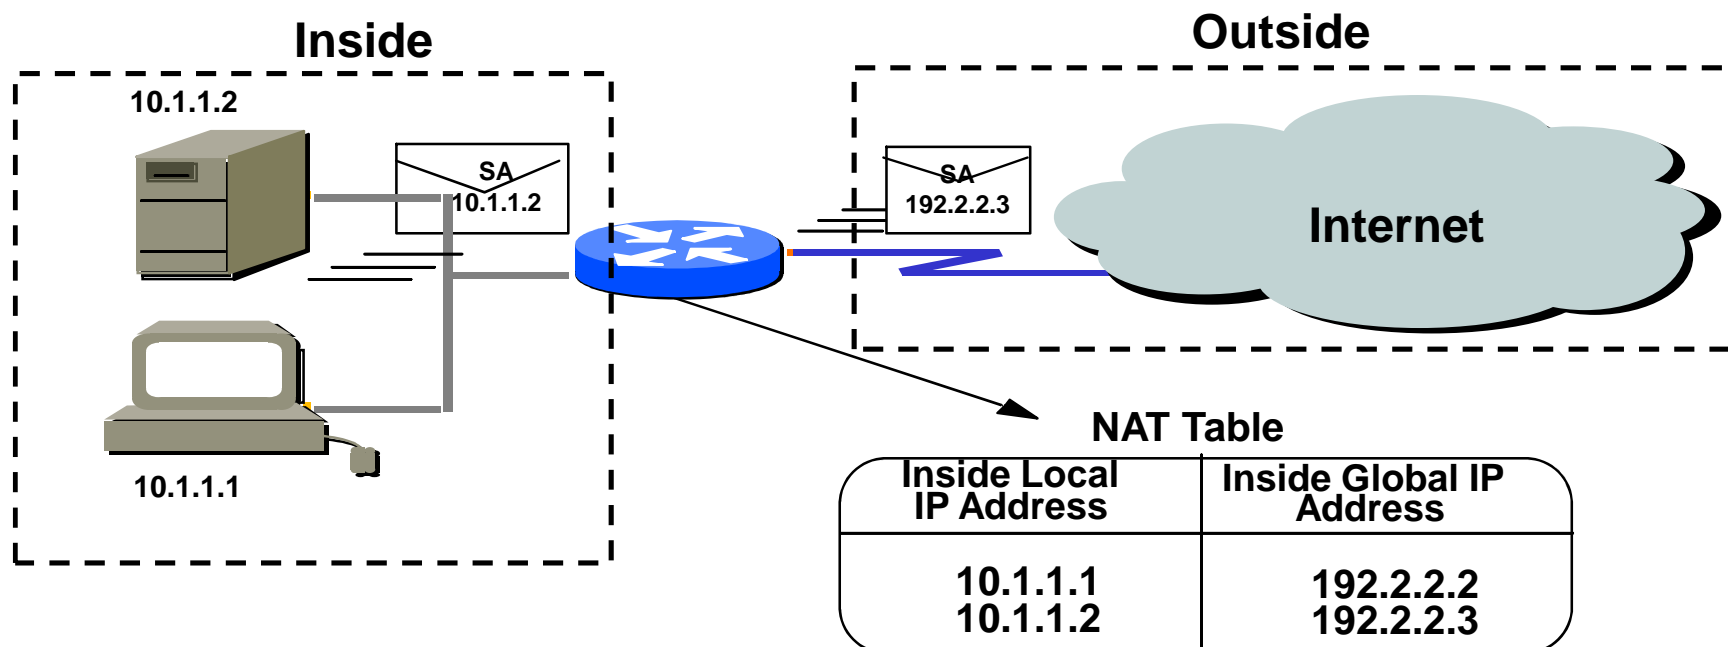 Inside
Outside
10.1.1.2
SA
10.1.1.2
SA
192.2.2.3
Internet
10.1.1.1
NAT Table
Inside Local
IP Address
Inside Global IP
Address
10.1.1.1
192.2.2.2
10.1.1.2
192.2.2.3